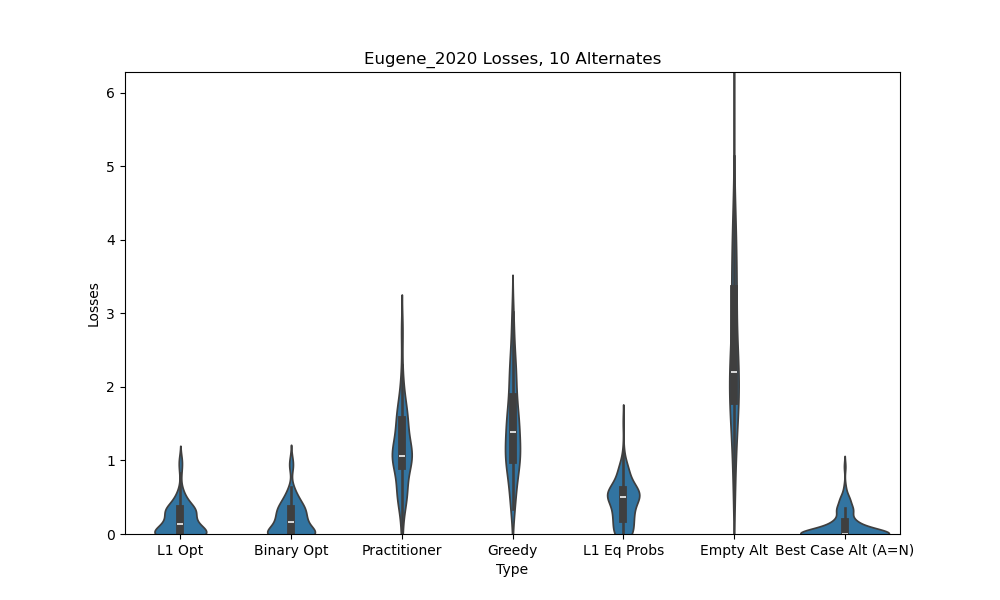 Eugene_2020 Losses, 10 Alternates
6
5
4
3
2
1
0
Losses
L1 Opt Binary Opt Practitioner Greedy L1 Eq Probs Empty Alt Best Case Alt (A=N)
Type